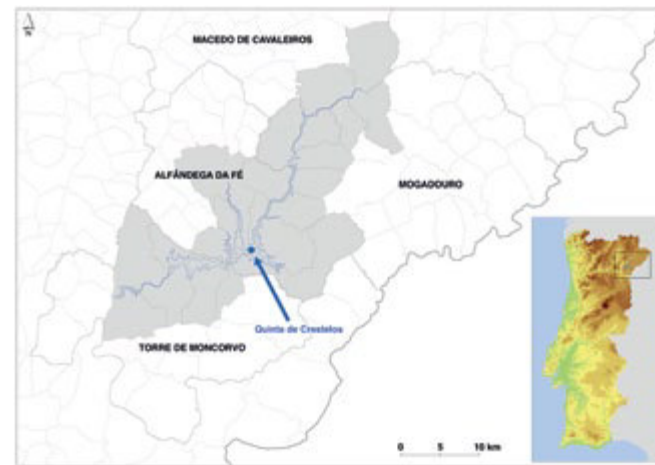 N
MACEDO DE CAVALEIROS
ALFÂNDEGA DA FÉ
MOGADOURO
Quinta de Crestelos
TORRE DE MONCORVO
0 5 10 km